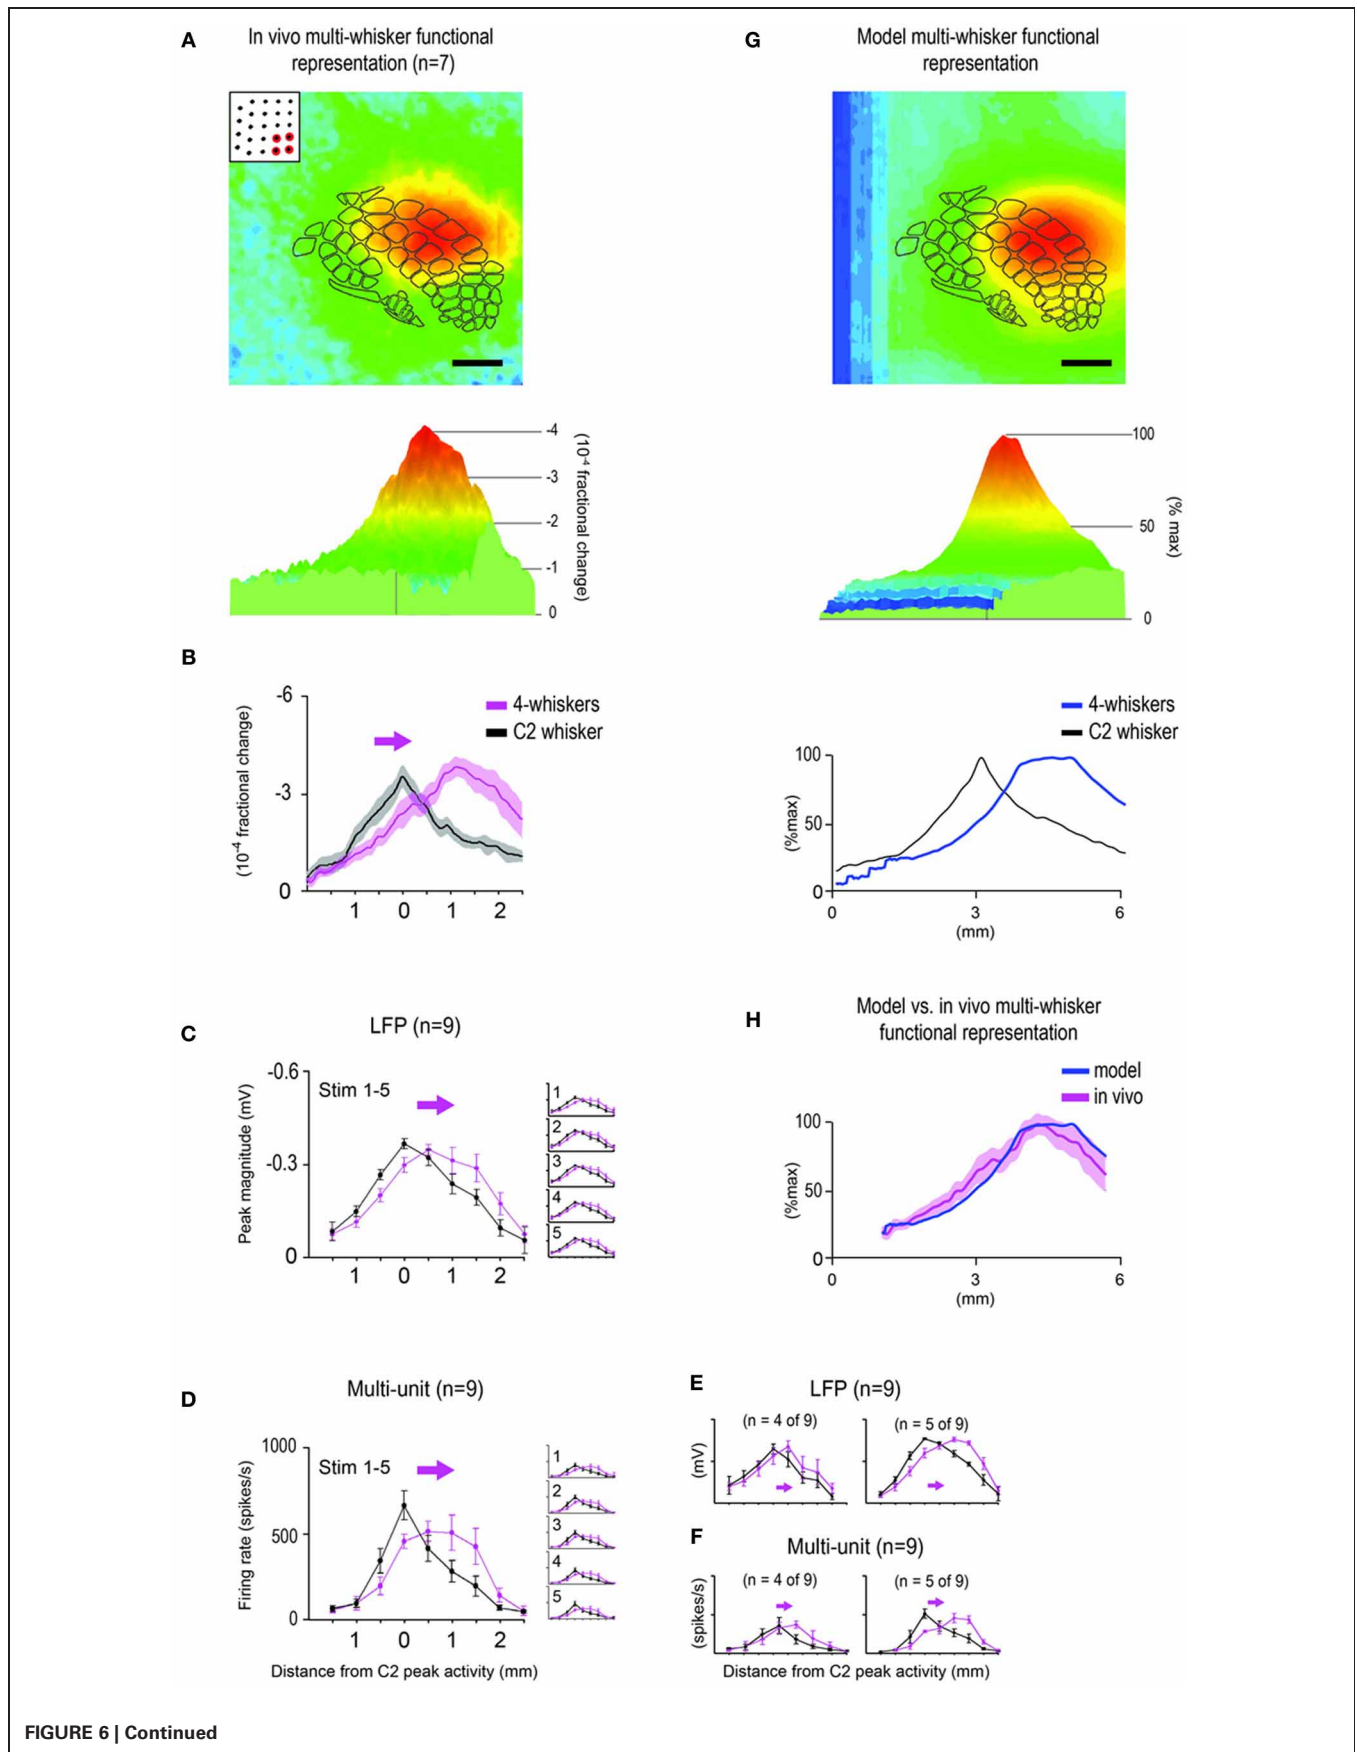 A
In vivo multi-whisker functional
representation (n=7)
-4
-3
-2
-1
0
(10-4 fractional change)
B
4-whiskers
C2 whisker
-6
-3
0
(10-4 fractional change)
1 0 1 2
C
LFP (n=9)
Stim 1-5
-0.6
-0.3
0
Peak magnitude (mV)
1 0 1 2
1
2
3
4
5
D
Multi-unit (n=9)
Stim 1-5
1000
500
0
Firing rate (spikes/s)
1 0 1 2
Distance from C2 peak activity (mm)
1
2
3
4
5
G
Model multi-whisker functional
representation
100
50
0
(% max)
4-whiskers
C2 whisker
100
50
0
(%max)
0 3 6
(mm)
H
Model vs. in vivo multi-whisker
functional representation
model
in vivo
100
50
0
(%max)
0 3 6
(mm)
E
LFP (n=9)
(n = 4 of 9) (n = 5 of 9)
(mV)
F
Multi-unit (n=9)
(n = 4 of 9) (n = 5 of 9)
(spikes/s)
Distance from C2 peak activity (mm)
FIGURE 6 | Continued